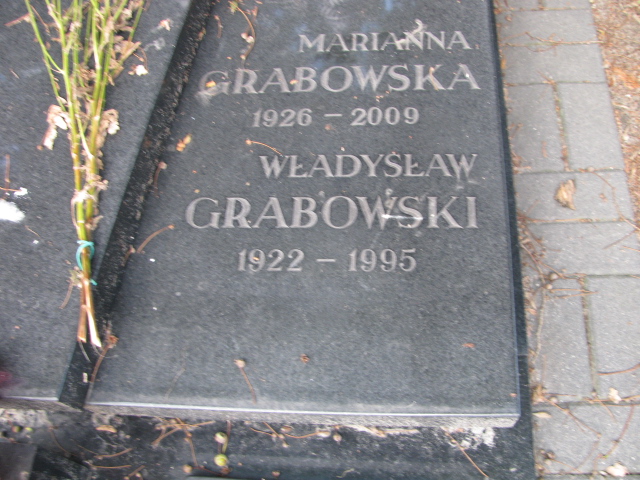 MARIANNA
GRABOWSKA
1926 – 2009
WŁADYSŁAW
GRABOWSKI
1922 – 1995